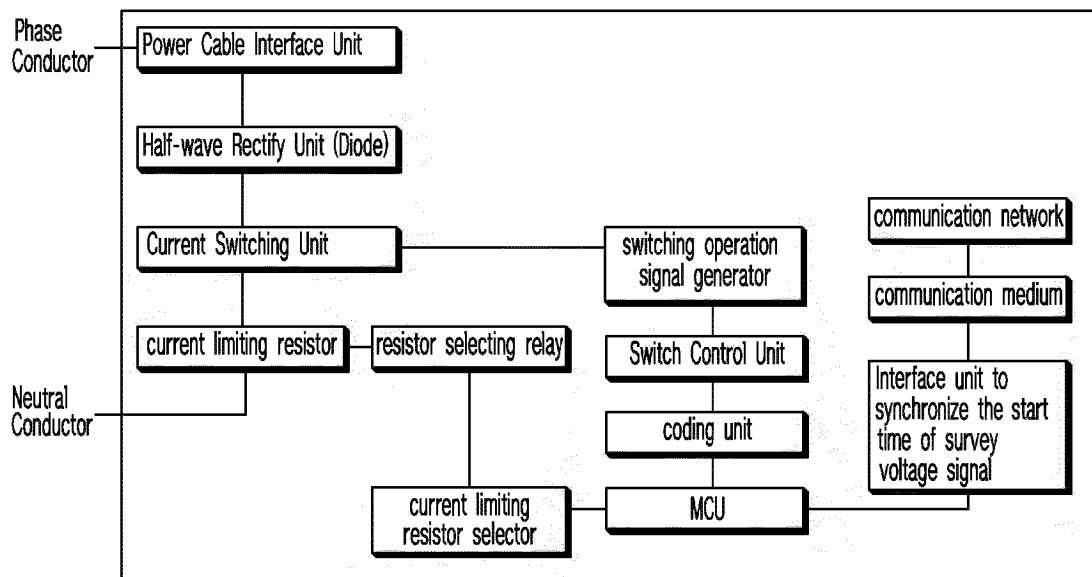 Phase
Conductor
Power Cable Interface Unit
Half-wave Rectify Unit (Diode)
Current Switching Unit
switching operation
signal generator
communication network
communication medium
current limiting resistor
resistor selecting relay
Switch Control Unit
Interface unit to
synchronize the start
time of survey
voltage signal
Neutral
Conductor
coding unit
current limiting
resistor selector
MCU